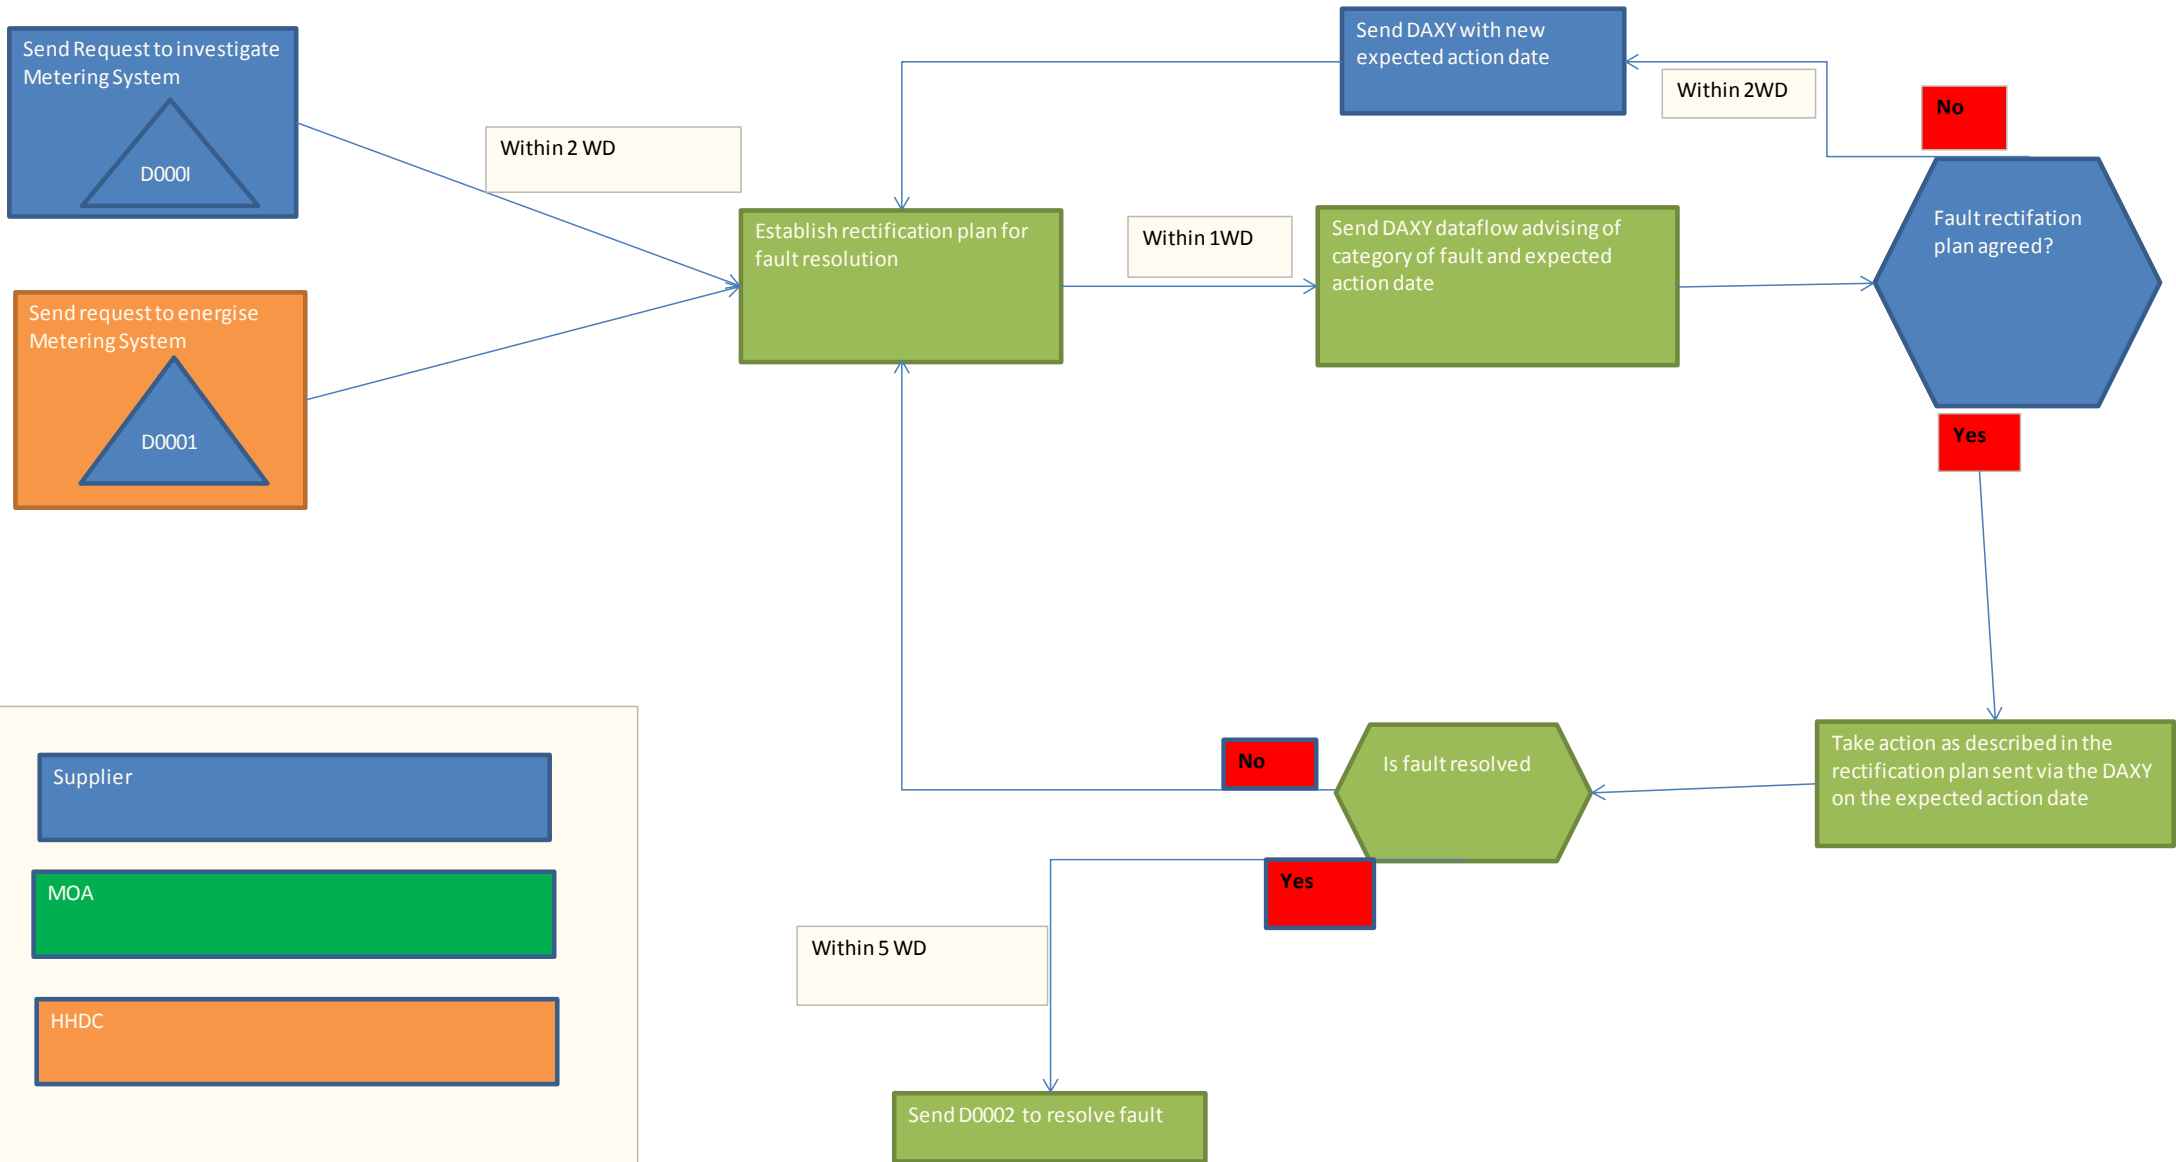 Send Request to investigate
Metering System
D000I
Send request to energise
Metering System
D0001
Within 2 WD
Establish rectification plan for
fault resolution
Within 1WD
Send DAXY dataflow advising of
category of fault and expected
action date
Send DAXY with new
expected action date
Within 2WD
No
Fault rectifation
plan agreed?
Yes
Take action as described in the
rectification plan sent via the DAXY
on the expected action date
Is fault resolved
No
Yes
Within 5 WD
Send D0002 to resolve fault
Supplier
MOA
HHDC